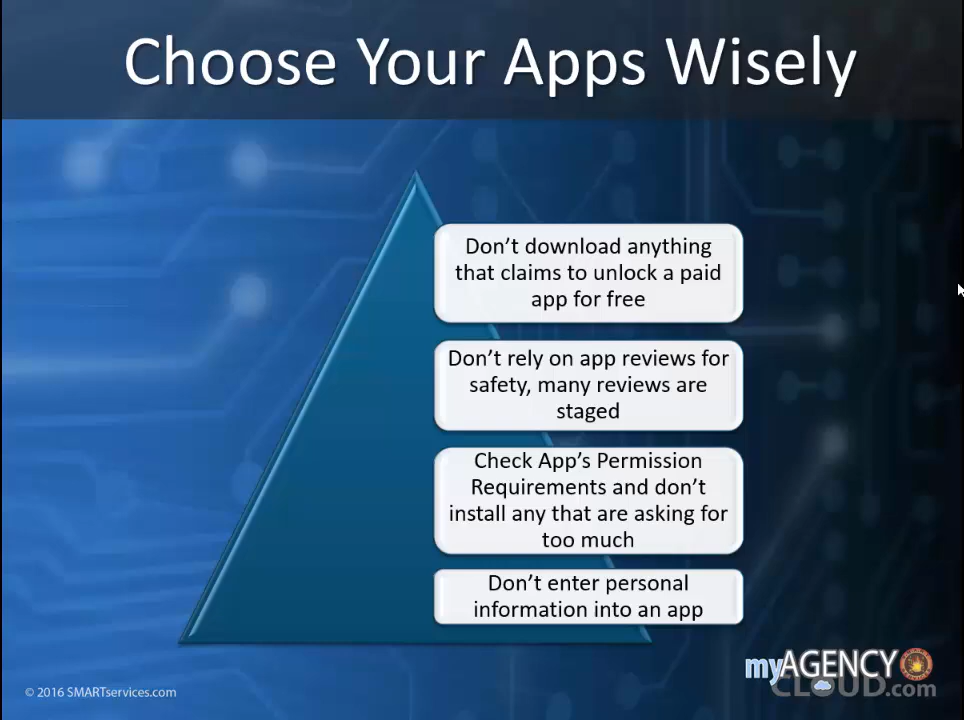 Choose Your Apps Wisely
Don't download anything
that claims to unlock a paid
app for free
Don't rely on app reviews for
safety, many reviews are
staged
Check App's Permission
Requirements and don't
install any that are asking for
too much
Don't enter personal
information into an app
myAGENCY
CLOUD.com
© 2016 SMARTservices.com